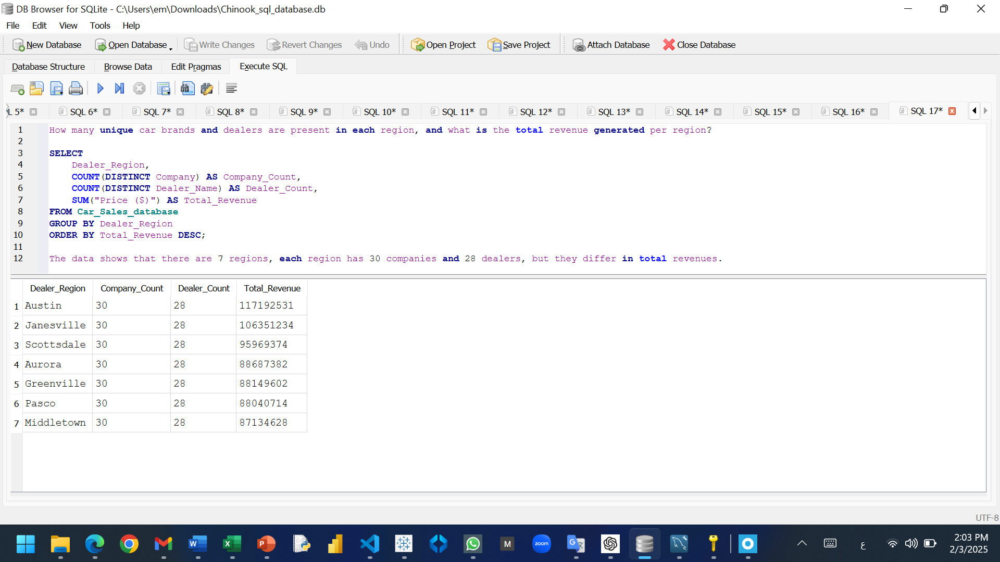 DB Browser for SQLite - C:\Users\em\Downloads\Chinook_sql_database.db
File Edit View Tools Help
New Database Open Database Write Changes Revert Changes Undo Open Project Save Project Attach Database Close Database
Database Structure Browse Data Edit Pragmas Execute SQL
L 5* SQL 6* SQL 7* SQL 8* SQL 9* SQL 10* SQL 11* SQL 12* SQL 13* SQL 14* SQL 15* SQL 16* SQL 17*
1 How many unique car brands and dealers are present in each region, and what is the total revenue generated per region?
2
3 SELECT
4 Dealer_Region,
5 COUNT(DISTINCT Company) AS Company_Count,
6 COUNT(DISTINCT Dealer_Name) AS Dealer_Count,
7 SUM("Price ($)") AS Total_Revenue
8 FROM Car_Sales_database
9 GROUP BY Dealer_Region
10 ORDER BY Total_Revenue DESC;
11
12 The data shows that there are 7 regions, each region has 30 companies and 28 dealers, but they differ in total revenues.
Dealer_Region Company_Count Dealer_Count Total_Revenue
1 Austin 30 28 117192531
2 Janesville 30 28 106351234
3 Scottsdale 30 28 95969374
4 Aurora 30 28 88687382
5 Greenville 30 28 88149602
6 Pasco 30 28 88040714
7 Middletown 30 28 87134628
UTF-8
W X P M zoom G ع 2:03 PM
2/3/2025